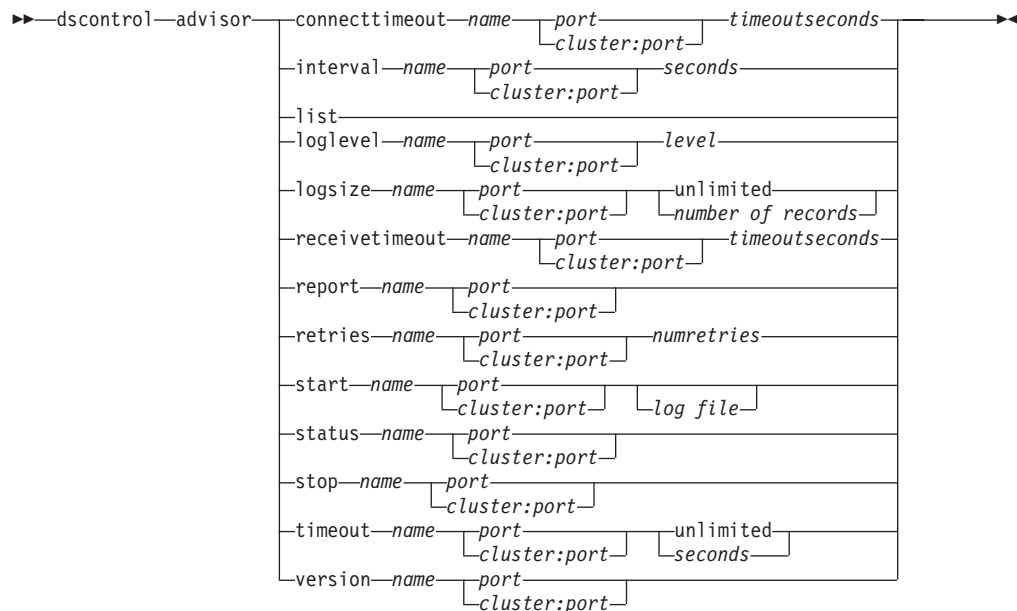 dscontrol advisor connecttimeout name port timeoutseconds
cluster:port
interval name port seconds
cluster:port
list
loglevel name port level
cluster:port
logsize name port unlimited
cluster:port number of records
receivetimeout name port timeoutseconds
cluster:port
report name port
cluster:port
retries name port numretries
cluster:port
start name port
cluster:port log file
status name port
cluster:port
stop name port
cluster:port
timeout name port unlimited
cluster:port seconds
version name port
cluster:port